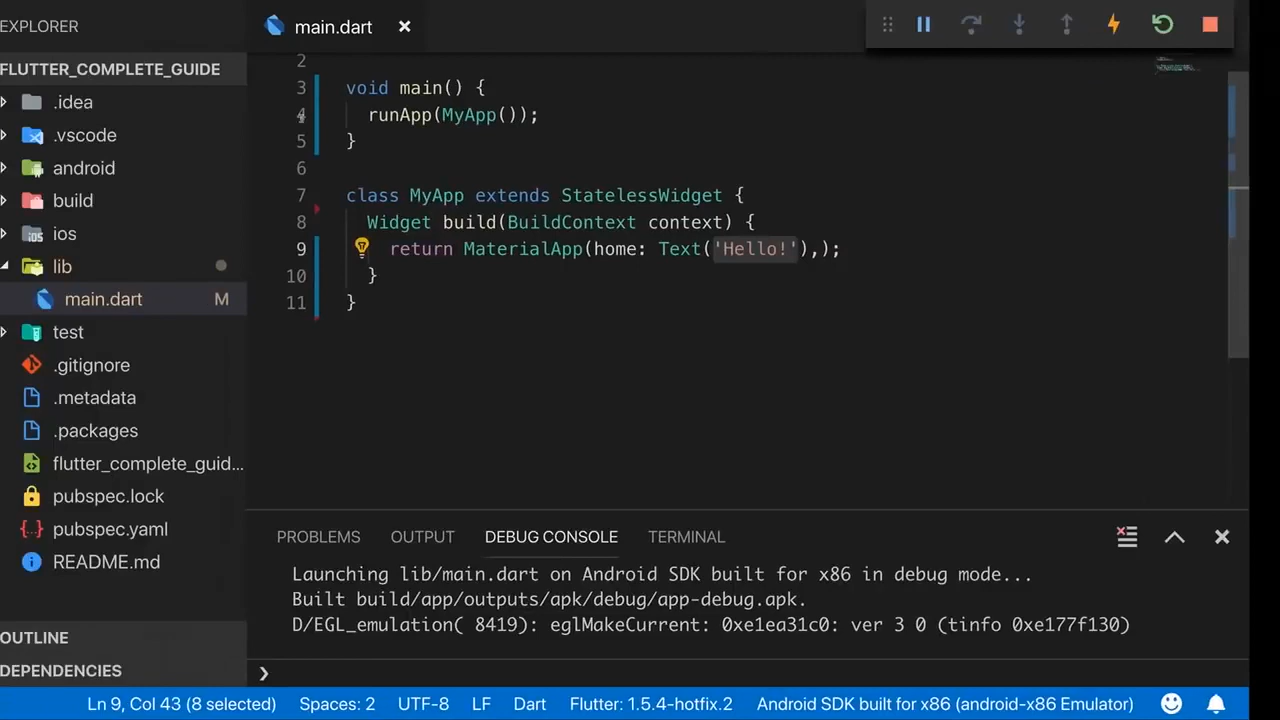 EXPLORER
FLUTTER_COMPLETE_GUIDE
.idea
.vscode
android
build
ios
lib
main.dart M
test
.gitignore
.metadata
.packages
flutter_complete_guid...
pubspec.lock
pubspec.yaml
README.md
OUTLINE
DEPENDENCIES
main.dart
2
3 void main() {
4 runApp(MyApp());
5 }
6
7 class MyApp extends StatelessWidget {
8 Widget build(BuildContext context) {
9 return MaterialApp(home: Text('Hello!'),);
10 }
11 }
PROBLEMS OUTPUT DEBUG CONSOLE TERMINAL
Launching lib/main.dart on Android SDK built for x86 in debug mode...
Built build/app/outputs/apk/debug/app-debug.apk.
D/EGL_emulation( 8419): eglMakeCurrent: 0xe1ea31c0: ver 3 0 (tinfo 0xe177f130)
Ln 9, Col 43 (8 selected) Spaces: 2 UTF-8 LF Dart Flutter: 1.5.4-hotfix.2 Android SDK built for x86 (android-x86 Emulator)